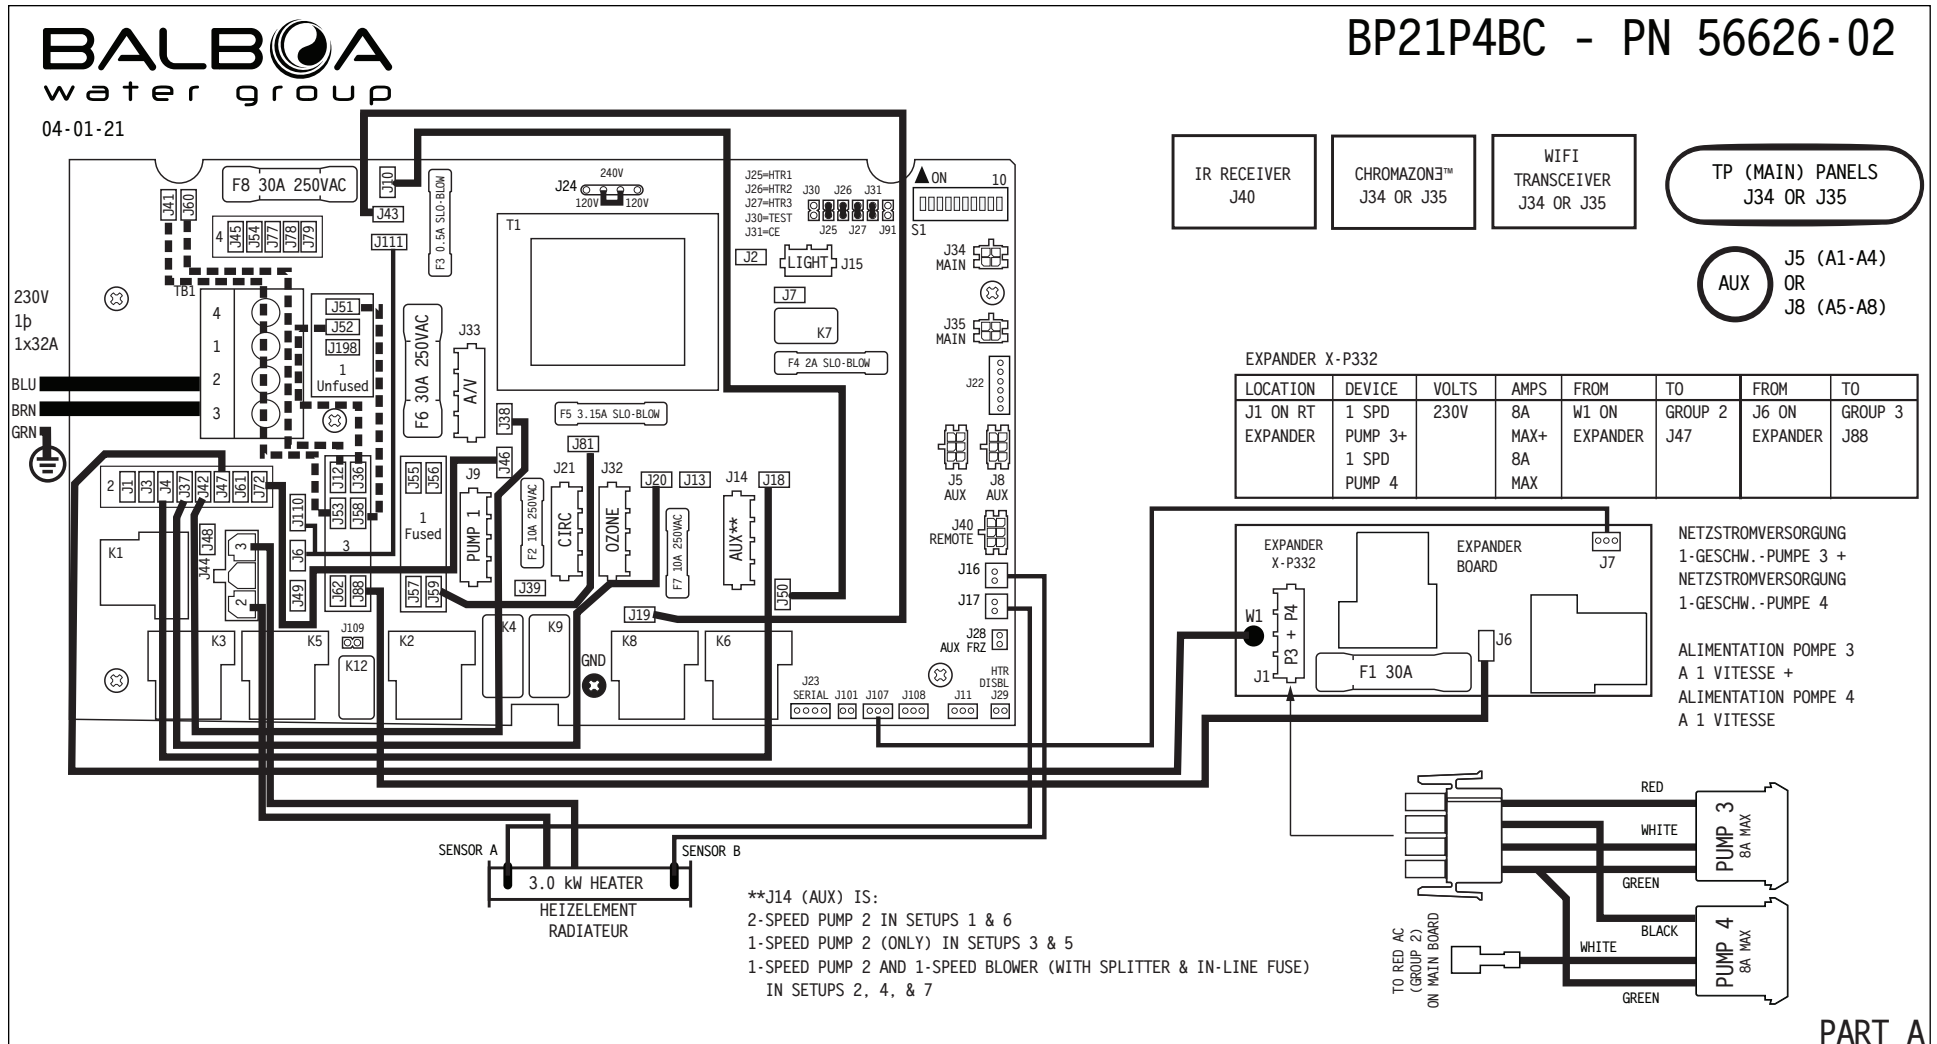 BALBOA
water group
04-01-21
BP21P4BC - PN 56626-02
IR RECEIVER
J40
CHROMAZONƎ™
J34 OR J35
WIFI
TRANSCEIVER
J34 OR J35
TP (MAIN) PANELS
J34 OR J35
AUX
J5 (A1-A4)
OR
J8 (A5-A8)
F8 30A 250VAC
J41
J60
4
J45
J54
J77
J78
J79
J10
J43
J111
F3 0.5A SLO-BLOW
240V
J24
120V
120V
T1
J25=HTR1
J26=HTR2
J27=HTR3
J30=TEST
J31=CE
J30 J26 J31
J25 J27 J91
ON
10
S1
J2
LIGHT
J15
J34
MAIN
J7
K7
J35
MAIN
F4 2A SLO-BLOW
J22
230V
1þ
1x32A
BLU
BRN
GRN
TB1
4
1
2
3
J51
J52
J198
1
Unfused
F6 30A 250VAC
J33
A/V
J38
J46
F5 3.15A SLO-BLOW
J81
J5
AUX
J8
AUX
2
J1
J3
J4
J37
J42
J47
J61
J72
J110
J12
J36
J53
J58
3
J62
J88
J55
J56
1
Fused
J57
J59
J9
PUMP 1
F2 10A 250VAC
J21
CIRC
J32
OZONE
J20
J13
F7 10A 250VAC
J14
AUX**
J18
J40
REMOTE
K1
J48
J44
3
2
J6
J49
J39
J19
J50
J16
J17
J28
AUX FRZ
K3
K5
J109
K12
K2
K4
K9
GND
K8
K6
J23
SERIAL
J101
J107
J108
J11
HTR
DISBL
J29
EXPANDER X-P332
LOCATION DEVICE VOLTS AMPS FROM TO FROM TO
J1 ON RT 1 SPD 230V 8A W1 ON GROUP 2 J6 ON GROUP 3
EXPANDER PUMP 3+ MAX+ EXPANDER J47 EXPANDER J88
1 SPD 8A
PUMP 4 MAX
EXPANDER
X-P332
EXPANDER
BOARD
J7
W1
P3 + P4
J1
F1 30A
J6
NETZSTROMVERSORGUNG
1-GESCHW.-PUMPE 3 +
NETZSTROMVERSORGUNG
1-GESCHW.-PUMPE 4
ALIMENTATION POMPE 3
A 1 VITESSE +
ALIMENTATION POMPE 4
A 1 VITESSE
SENSOR A
SENSOR B
3.0 kW HEATER
HEIZELEMENT
RADIATEUR
**J14 (AUX) IS:
2-SPEED PUMP 2 IN SETUPS 1 & 6
1-SPEED PUMP 2 (ONLY) IN SETUPS 3 & 5
1-SPEED PUMP 2 AND 1-SPEED BLOWER (WITH SPLITTER & IN-LINE FUSE)
IN SETUPS 2, 4, & 7
RED
WHITE
GREEN
PUMP 3
8A MAX
BLACK
WHITE
GREEN
PUMP 4
8A MAX
TO RED AC
(GROUP 2)
ON MAIN BOARD
PART A